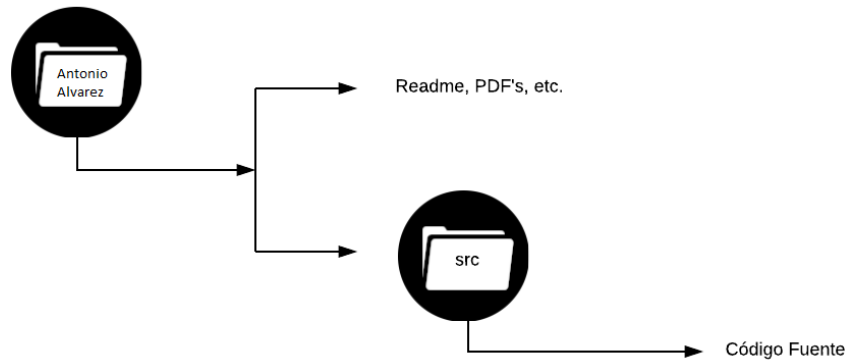 Antonio
Alvarez
Readme, PDF's, etc.
src
Código Fuente